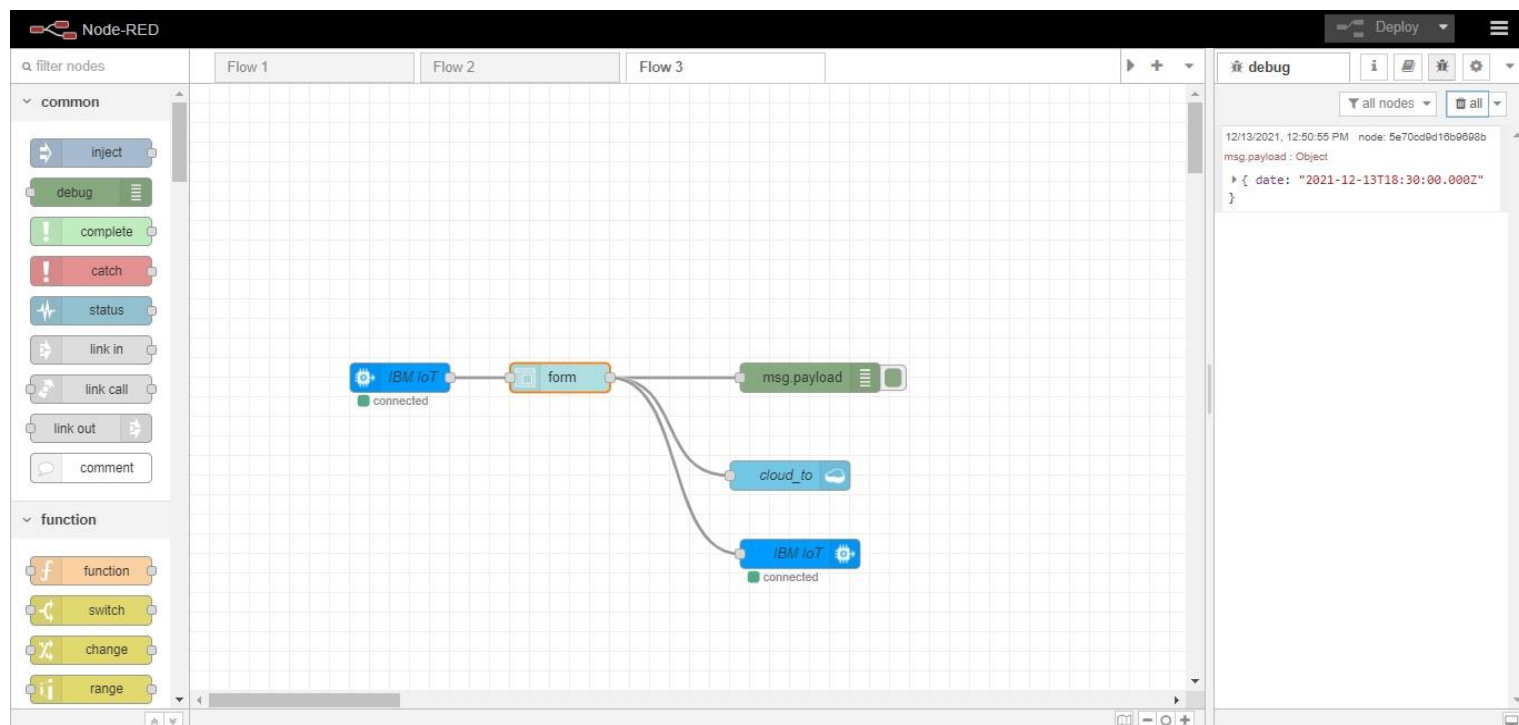 Node-RED
Deploy
filter nodes
Flow 1
Flow 2
Flow 3
debug
i
all nodes
all
common
inject
debug
complete
catch
status
link in
link call
link out
comment
function
function
switch
change
range
IBM IoT
connected
form
msg.payload
cloud_to
IBM IoT
connected
12/13/2021, 12:50:55 PM node: 5e70cd9d16b9698b
msg.payload : Object
{ date: "2021-12-13T18:30:00.000Z"
}